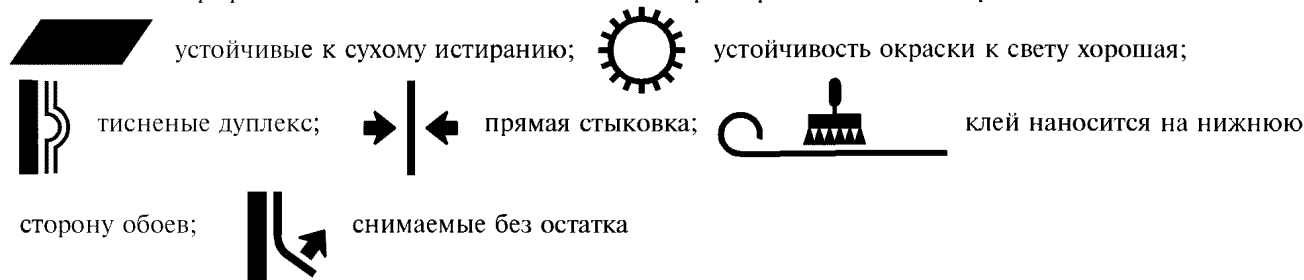 устойчивые к сухому истиранию; устойчивость окраски к свету хорошая;
тисненые дуплекс; прямая стыковка; клей наносится на нижнюю
сторону обоев; снимаемые без остатка